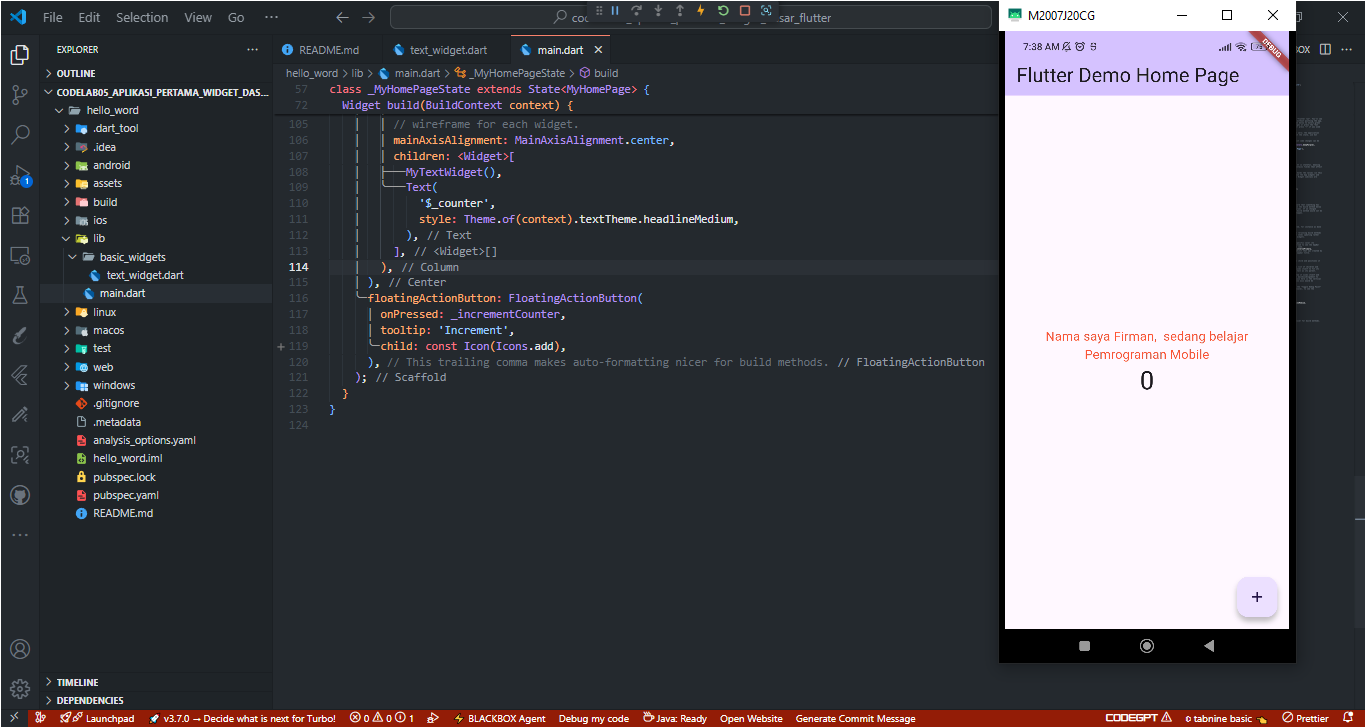 File Edit Selection View Go ···
M2007J20CG
EXPLORER
OUTLINE
CODELAB05_APLIKASI_PERTAMA_WIDGET_DAS...
hello_word
.dart_tool
.idea
android
assets
build
ios
lib
basic_widgets
text_widget.dart
main.dart
linux
macos
test
web
windows
.gitignore
.metadata
analysis_options.yaml
hello_word.iml
pubspec.lock
pubspec.yaml
README.md
TIMELINE
DEPENDENCIES
README.md text_widget.dart main.dart
hello_word > lib > main.dart > _MyHomePageState > build
57 class _MyHomePageState extends State<MyHomePage> {
72 Widget build(BuildContext context) {
105 // wireframe for each widget.
106 mainAxisAlignment: MainAxisAlignment.center,
107 children: <Widget>[
108 MyTextWidget(),
109 Text(
110 '$_counter',
111 style: Theme.of(context).textTheme.headlineMedium,
112 ), // Text
113 ], // <Widget>[]
114 ), // Column
115 ), // Center
116 floatingActionButton: FloatingActionButton(
117 onPressed: _incrementCounter,
118 tooltip: 'Increment',
119 child: const Icon(Icons.add),
120 ), // This trailing comma makes auto-formatting nicer for build methods. // FloatingActionButton
121 ); // Scaffold
122 }
123 }
124
7:38 AM
DEBUG
Flutter Demo Home Page
Nama saya Firman, sedang belajar
Pemrograman Mobile
0
+
Launchpad v3.7.0 → Decide what is next for Turbo! 0 0 1 BLACKBOX Agent Debug my code Java: Ready Open Website Generate Commit Message CODEGPT tabnine basic Prettier